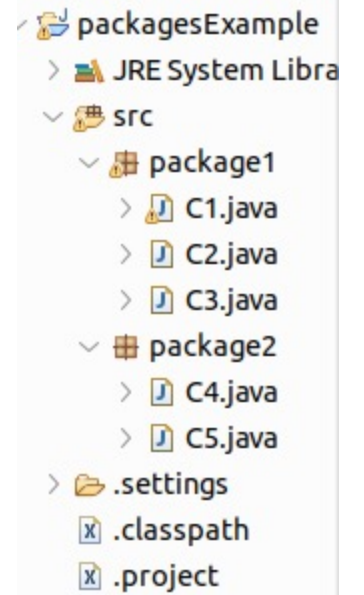 packagesExample
JRE System Libra
src
package1
C1.java
C2.java
C3.java
package2
C4.java
C5.java
.settings
.classpath
.project